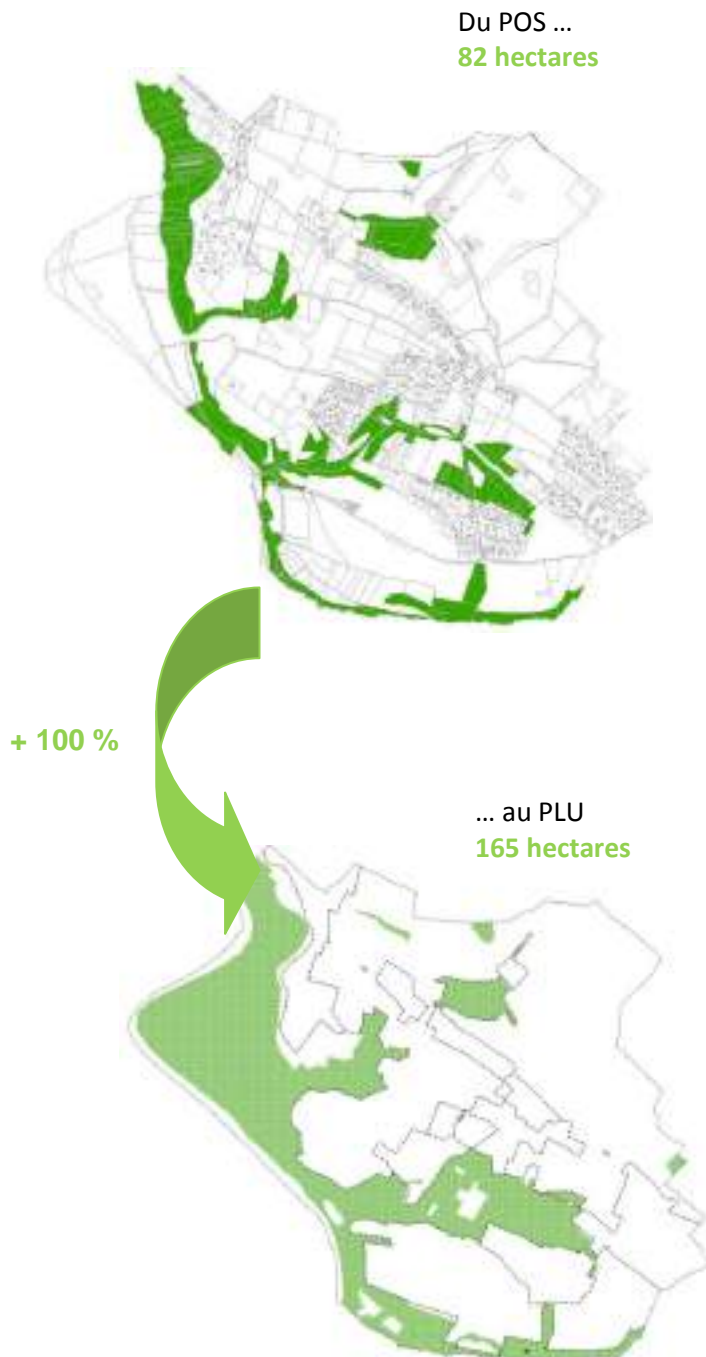 Du POS ...
82 hectares
+ 100 %
... au PLU
165 hectares